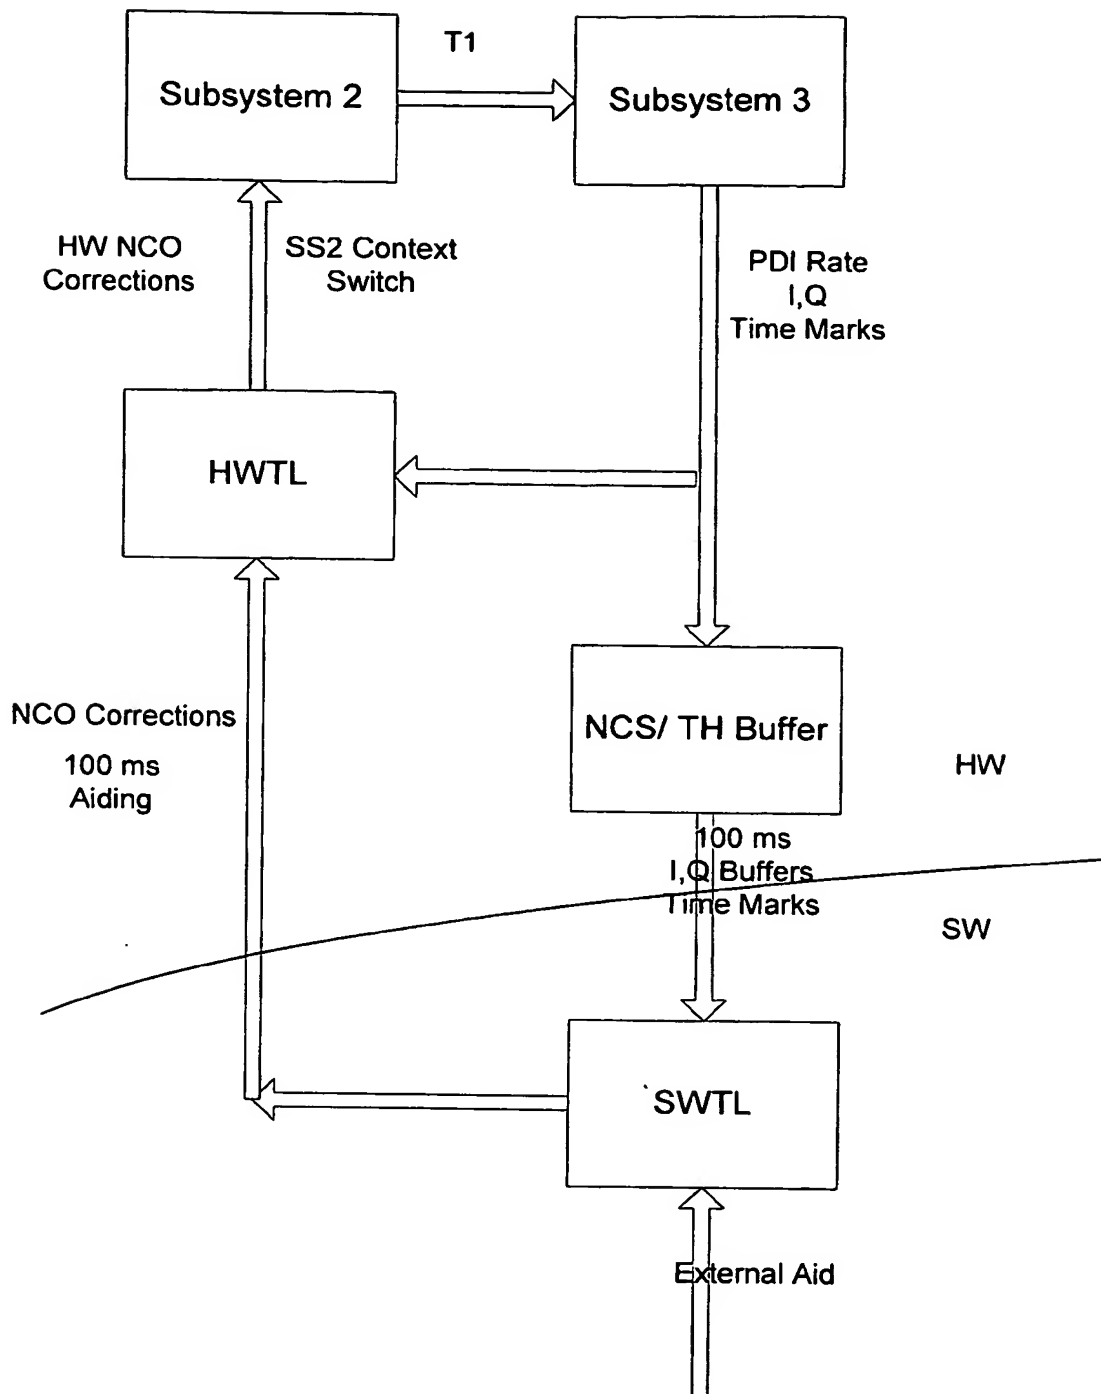 T1
Subsystem 2
Subsystem 3
HW NCO
Corrections
SS2 Context
Switch
PDI Rate
I,Q
Time Marks
HWTL
NCO Corrections
100 ms
Aiding
NCS/ TH Buffer
HW
100 ms
I,Q Buffers
Time Marks
SW
SWTL
External Aid